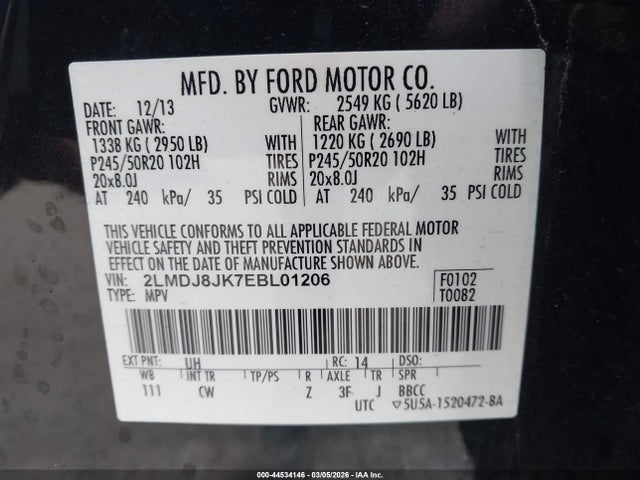 MFD. BY FORD MOTOR CO.
DATE: 12/13 GVWR: 2549 KG ( 5620 LB)
FRONT GAWR: REAR GAWR:
1338 KG ( 2950 LB) WITH 1220 KG ( 2690 LB) WITH
P245/50R20 102H TIRES P245/50R20 102H TIRES
20x8.0J RIMS 20x8.0J RIMS
AT 240 kPa/ 35 PSI COLD AT 240 kPa/ 35 PSI COLD
THIS VEHICLE CONFORMS TO ALL APPLICABLE FEDERAL MOTOR
VEHICLE SAFETY AND THEFT PREVENTION STANDARDS IN
EFFECT ON THE DATE OF MANUFACTURE SHOWN ABOVE.
VIN: 2LMDJ8JK7EBL01206 F0102
TYPE: MPV T0082
EXT PNT: UH RC: 14 DSO:
WB INT TR TP/PS R AXLE TR SPR
111 CW Z 3F J BBCC
UTC ▽5U5A-1520472-BA
000-44534146 - 03/05/2026 - IAA Inc.